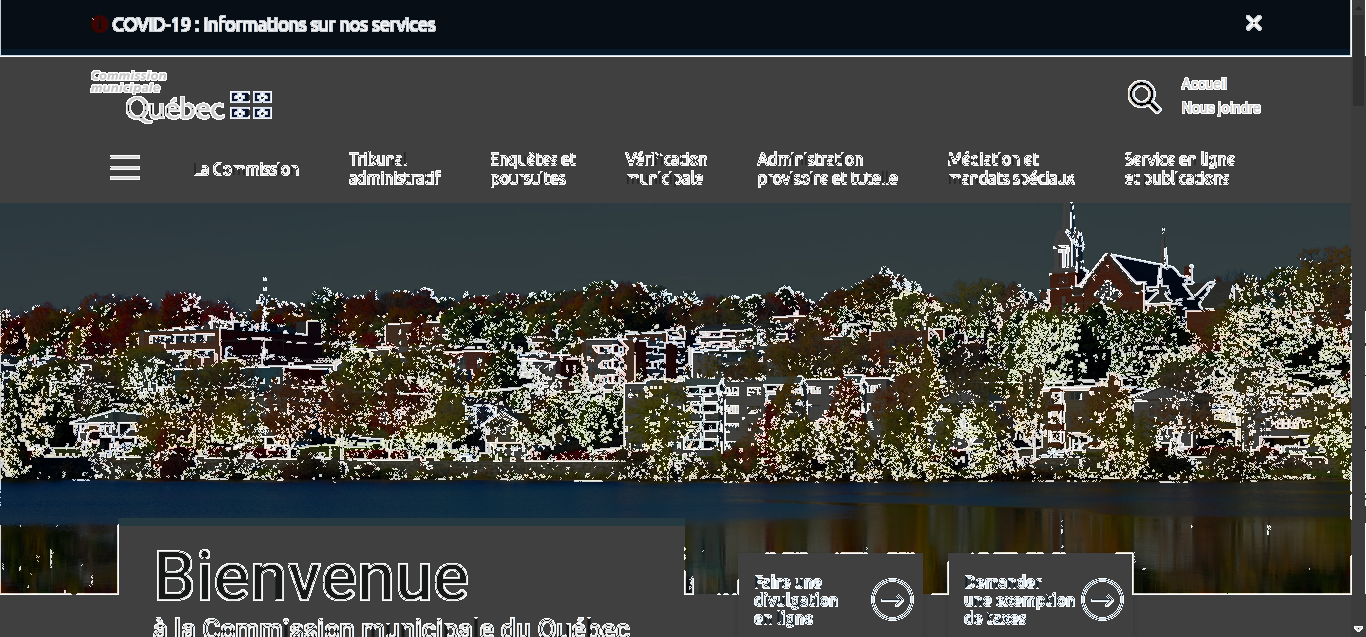 COVID-19 : Informations sur nos services
Commission
municipale
Québec
Accueil
Nous joindre
La Commission
Tribunal
administratif
Enquêtes et
poursuites
Vérification
municipale
Administration
provisoire et tutelle
Médiation et
mandats spéciaux
Service en ligne
et publications
Bienvenue
à la Commission municipale du Québec
Faire une
divulgation
en ligne
Demander
une exemption
de taxes